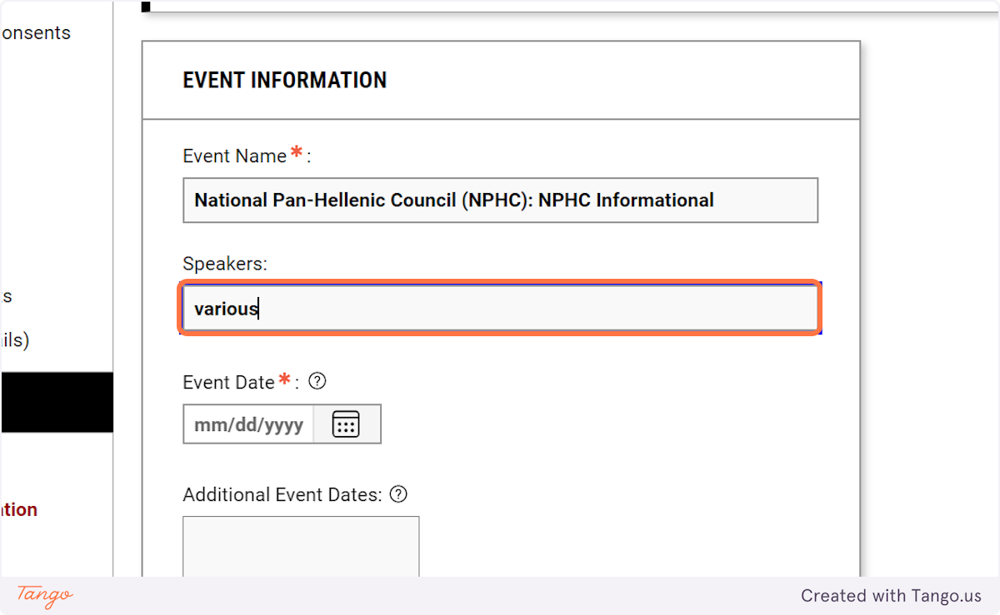 onsents
s
ils)
tion
EVENT INFORMATION
Event Name*:
National Pan-Hellenic Council (NPHC): NPHC Informational
Speakers:
various
Event Date*: ?
mm/dd/yyyy
Additional Event Dates: ?
Tango
Created with Tango.us